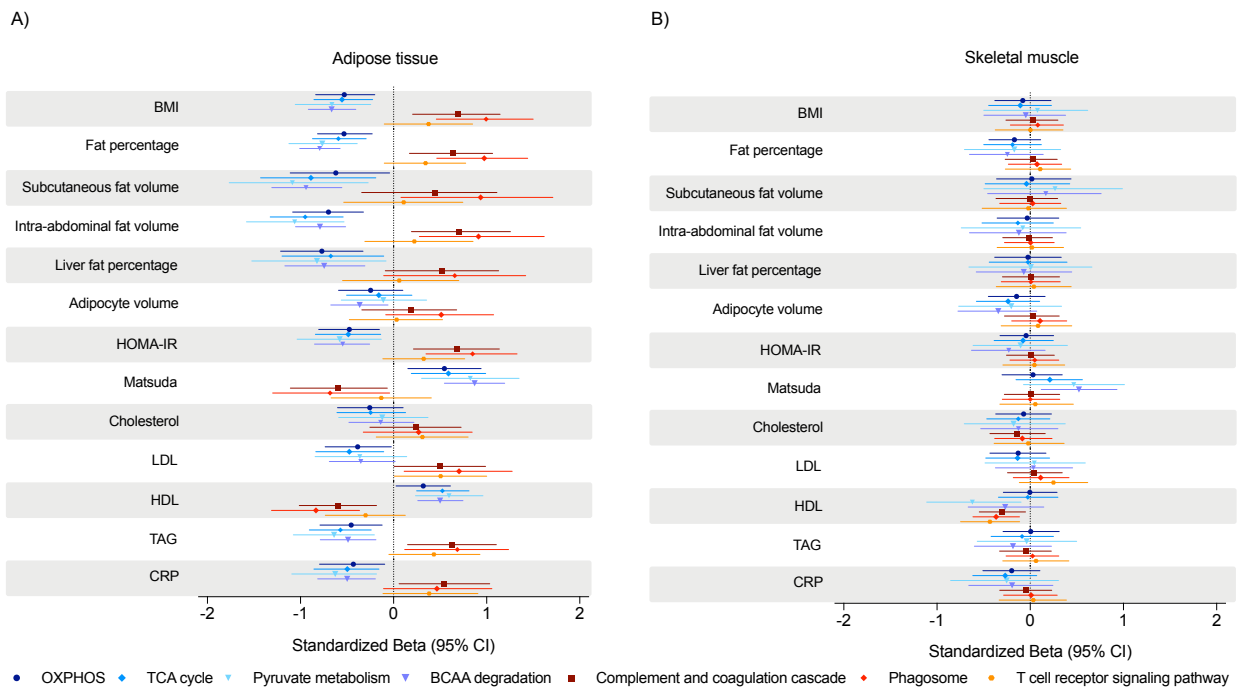 A)
Adipose tissue
BMI
Fat percentage
Subcutaneous fat volume
Intra-abdominal fat volume
Liver fat percentage
Adipocyte volume
HOMA-IR
Matsuda
Cholesterol
LDL
HDL
TAG
CRP
-2 -1 0 1 2
Standardized Beta (95% CI)
B)
Skeletal muscle
BMI
Fat percentage
Subcutaneous fat volume
Intra-abdominal fat volume
Liver fat percentage
Adipocyte volume
HOMA-IR
Matsuda
Cholesterol
LDL
HDL
TAG
CRP
-2 -1 0 1 2
Standardized Beta (95% CI)
OXPHOS TCA cycle Pyruvate metabolism BCAA degradation Complement and coagulation cascade Phagosome T cell receptor signaling pathway